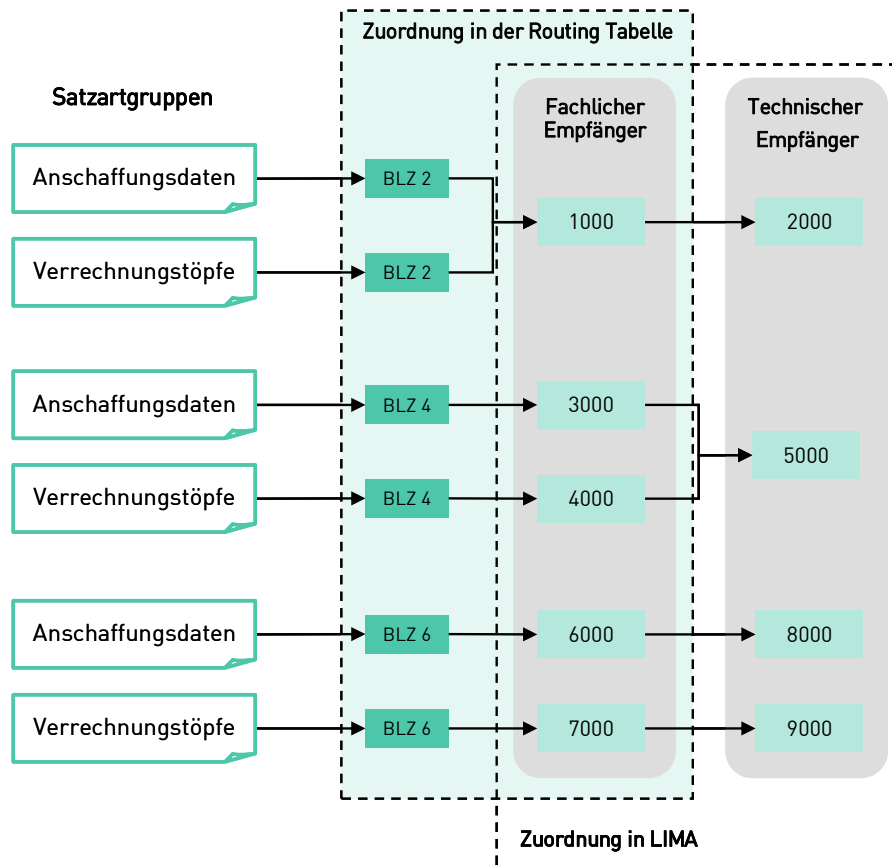 Zuordnung in der Routing Tabelle
Satzartgruppen
Fachlicher
Empfänger
Technischer
Empfänger
Anschaffungsdaten
BLZ 2
1000
2000
Verrechnungstöpfe
BLZ 2
Anschaffungsdaten
BLZ 4
3000
5000
Verrechnungstöpfe
BLZ 4
4000
Anschaffungsdaten
BLZ 6
6000
8000
Verrechnungstöpfe
BLZ 6
7000
9000
Zuordnung in LIMA